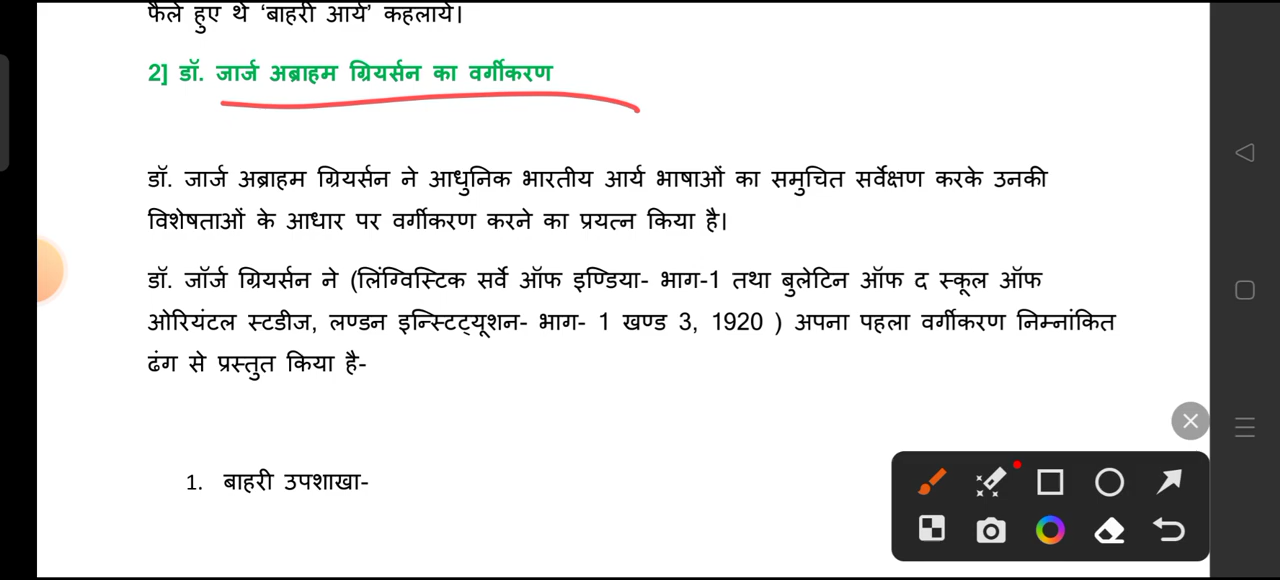 फैले हुए थे ‘बाहरी आर्य’ कहलाये।
2] डॉ. जार्ज अब्राहम ग्रियर्सन का वर्गीकरण
डॉ. जार्ज अब्राहम ग्रियर्सन ने आधुनिक भारतीय आर्य भाषाओं का समुचित सर्वेक्षण करके उनकी
विशेषताओं के आधार पर वर्गीकरण करने का प्रयत्न किया है।
डॉ. जॉर्ज ग्रियर्सन ने (लिंग्विस्टिक सर्वे ऑफ इण्डिया- भाग-1 तथा बुलेटिन ऑफ द स्कूल ऑफ
ओरियंटल स्टडीज, लण्डन इन्स्टिट्यूशन- भाग- 1 खण्ड 3, 1920 ) अपना पहला वर्गीकरण निम्नांकित
ढंग से प्रस्तुत किया है-
1. बाहरी उपशाखा-